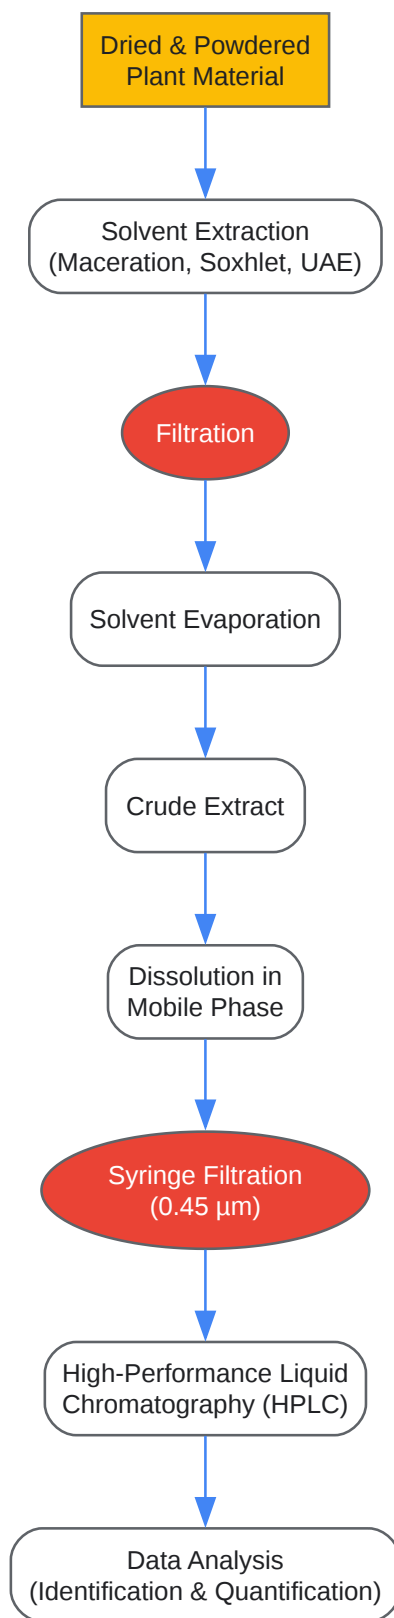 Dried & Powdered
Plant Material
Solvent Extraction
(Maceration, Soxhlet, UAE)
Filtration
Solvent Evaporation
Crude Extract
Dissolution in
Mobile Phase
Syringe Filtration
(0.45 µm)
High-Performance Liquid
Chromatography (HPLC)
Data Analysis
(Identification & Quantification)